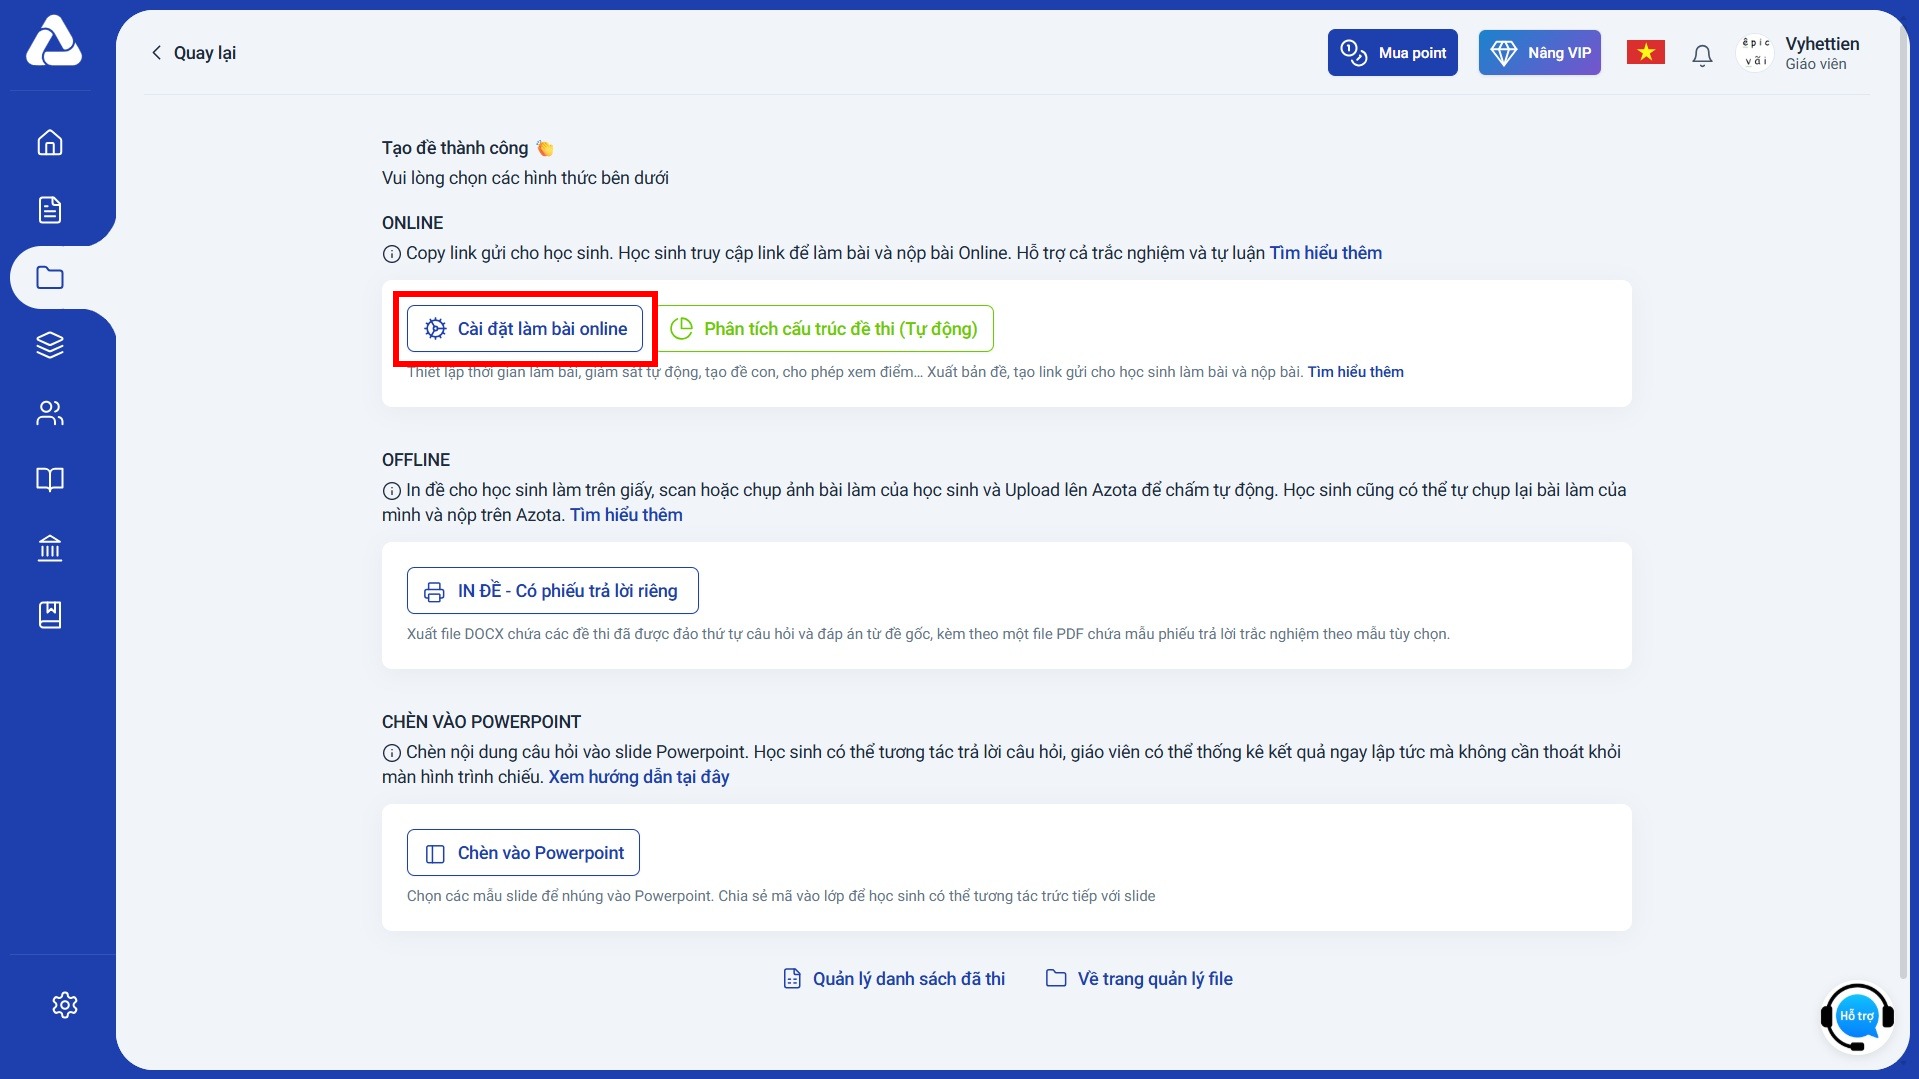 Quay lại
Mua point
Nâng VIP
êpic
vãi
Vyhettien
Giáo viên
Tạo đề thành công
Vui lòng chọn các hình thức bên dưới
ONLINE
Copy link gửi cho học sinh. Học sinh truy cập link để làm bài và nộp bài Online. Hỗ trợ cả trắc nghiệm và tự luận Tìm hiểu thêm
Cài đặt làm bài online
Phân tích cấu trúc đề thi (Tự động)
Thiết lập thời gian làm bài, giám sát tự động, tạo đề con, cho phép xem điểm... Xuất bản đề, tạo link gửi cho học sinh làm bài và nộp bài. Tìm hiểu thêm
OFFLINE
In đề cho học sinh làm trên giấy, scan hoặc chụp ảnh bài làm của học sinh và Upload lên Azota để chấm tự động. Học sinh cũng có thể tự chụp lại bài làm của
mình và nộp trên Azota. Tìm hiểu thêm
IN ĐỀ - Có phiếu trả lời riêng
Xuất file DOCX chứa các đề thi đã được đảo thứ tự câu hỏi và đáp án từ đề gốc, kèm theo một file PDF chứa mẫu phiếu trả lời trắc nghiệm theo mẫu tùy chọn.
CHÈN VÀO POWERPOINT
Chèn nội dung câu hỏi vào slide Powerpoint. Học sinh có thể tương tác trả lời câu hỏi, giáo viên có thể thống kê kết quả ngay lập tức mà không cần thoát khỏi
màn hình trình chiếu. Xem hướng dẫn tại đây
Chèn vào Powerpoint
Chọn các mẫu slide để nhúng vào Powerpoint. Chia sẻ mã vào lớp để học sinh có thể tương tác trức tiếp với slide
Quản lý danh sách đã thi
Về trang quản lý file
Hỗ trợ